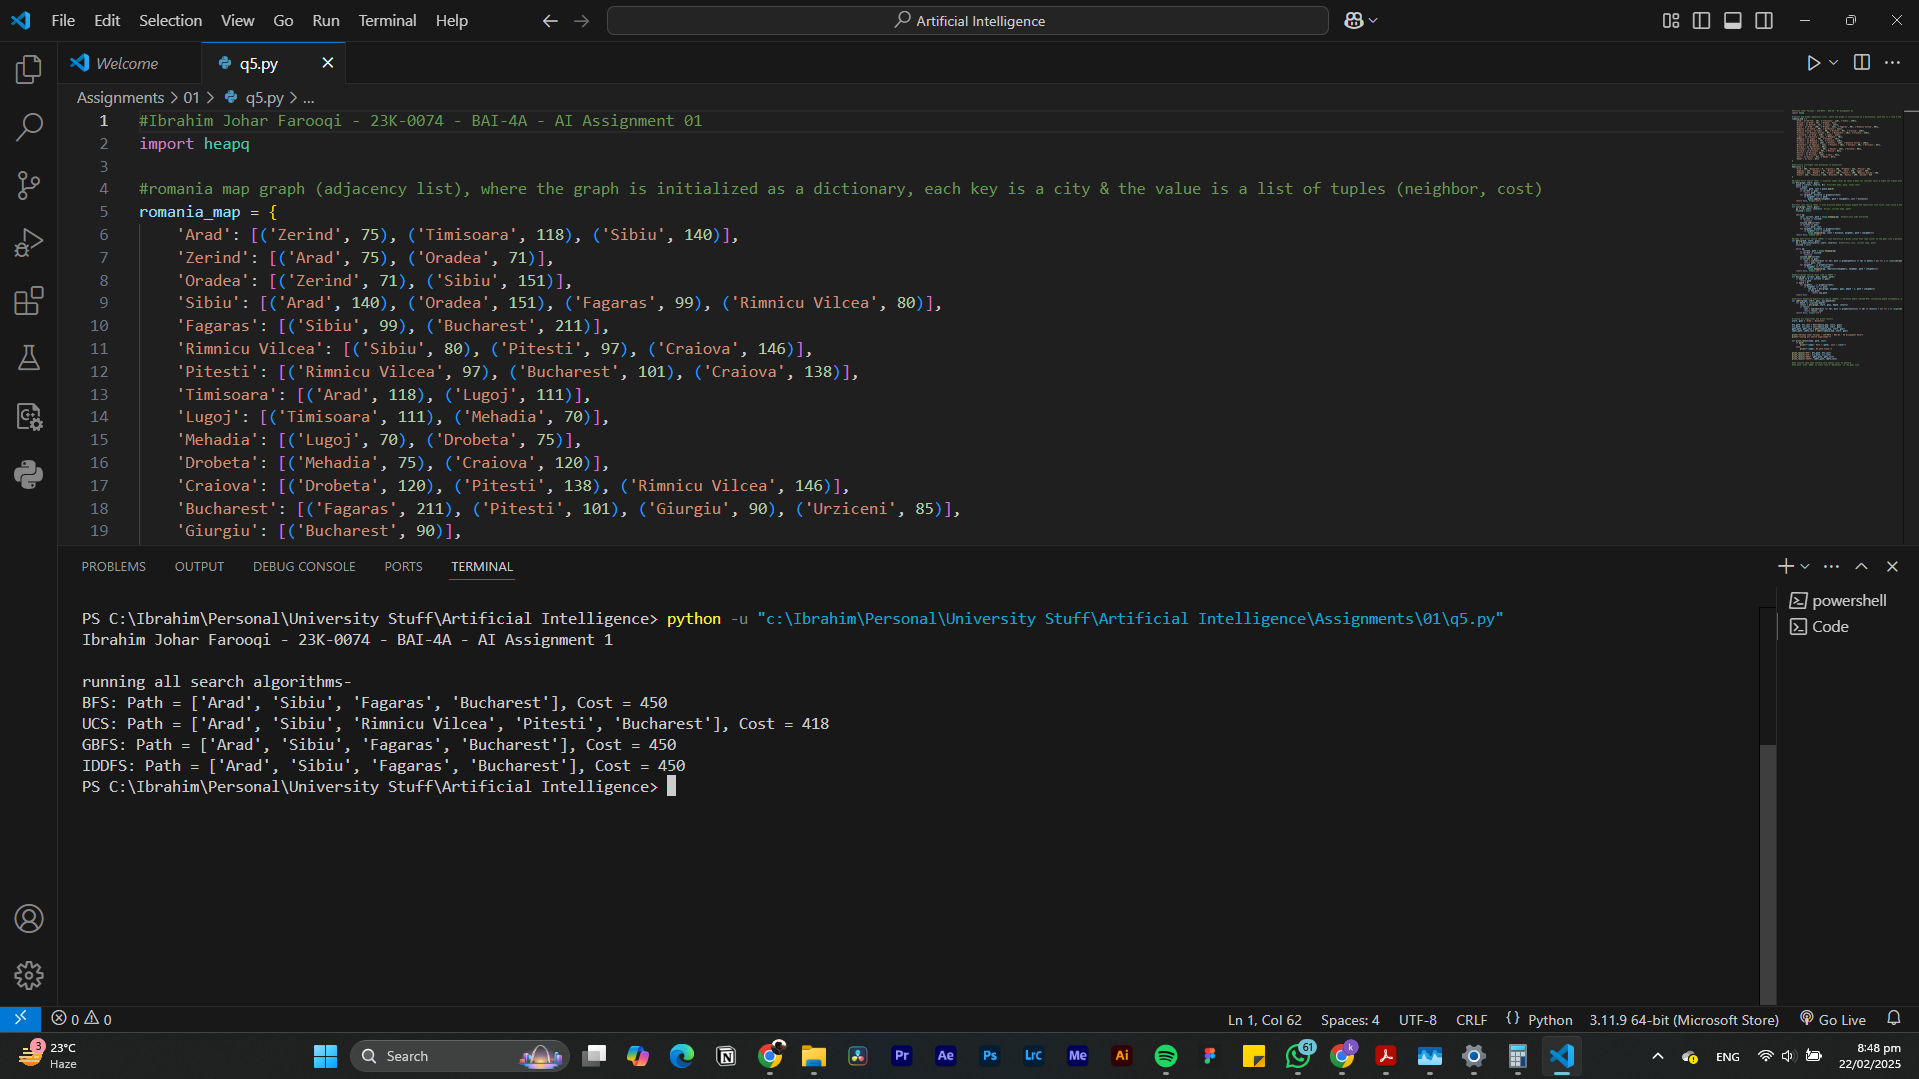 File Edit Selection View Go Run Terminal Help
Artificial Intelligence
Welcome
q5.py
Assignments > 01 > q5.py > ...
1 #Ibrahim Johar Farooqi - 23K-0074 - BAI-4A - AI Assignment 01
2 import heapq
3
4 #romania map graph (adjacency list), where the graph is initialized as a dictionary, each key is a city & the value is a list of tuples (neighbor, cost)
5 romania_map = {
6 'Arad': [('Zerind', 75), ('Timisoara', 118), ('Sibiu', 140)],
7 'Zerind': [('Arad', 75), ('Oradea', 71)],
8 'Oradea': [('Zerind', 71), ('Sibiu', 151)],
9 'Sibiu': [('Arad', 140), ('Oradea', 151), ('Fagaras', 99), ('Rimnicu Vilcea', 80)],
10 'Fagaras': [('Sibiu', 99), ('Bucharest', 211)],
11 'Rimnicu Vilcea': [('Sibiu', 80), ('Pitesti', 97), ('Craiova', 146)],
12 'Pitesti': [('Rimnicu Vilcea', 97), ('Bucharest', 101), ('Craiova', 138)],
13 'Timisoara': [('Arad', 118), ('Lugoj', 111)],
14 'Lugoj': [('Timisoara', 111), ('Mehadia', 70)],
15 'Mehadia': [('Lugoj', 70), ('Drobeta', 75)],
16 'Drobeta': [('Mehadia', 75), ('Craiova', 120)],
17 'Craiova': [('Drobeta', 120), ('Pitesti', 138), ('Rimnicu Vilcea', 146)],
18 'Bucharest': [('Fagaras', 211), ('Pitesti', 101), ('Giurgiu', 90), ('Urziceni', 85)],
19 'Giurgiu': [('Bucharest', 90)],
PROBLEMS OUTPUT DEBUG CONSOLE PORTS TERMINAL
powershell
Code
PS C:\Ibrahim\Personal\University Stuff\Artificial Intelligence> python -u "c:\Ibrahim\Personal\University Stuff\Artificial Intelligence\Assignments\01\q5.py"
Ibrahim Johar Farooqi - 23K-0074 - BAI-4A - AI Assignment 1
running all search algorithms-
BFS: Path = ['Arad', 'Sibiu', 'Fagaras', 'Bucharest'], Cost = 450
UCS: Path = ['Arad', 'Sibiu', 'Rimnicu Vilcea', 'Pitesti', 'Bucharest'], Cost = 418
GBFS: Path = ['Arad', 'Sibiu', 'Fagaras', 'Bucharest'], Cost = 450
IDDFS: Path = ['Arad', 'Sibiu', 'Fagaras', 'Bucharest'], Cost = 450
PS C:\Ibrahim\Personal\University Stuff\Artificial Intelligence>
0 0
Ln 1, Col 62 Spaces: 4 UTF-8 CRLF {} Python 3.11.9 64-bit (Microsoft Store) Go Live
3
23°C
Haze
Search
N
Pr Ae Ps LrC Me Ai
61
k
ENG
8:48 pm
22/02/2025